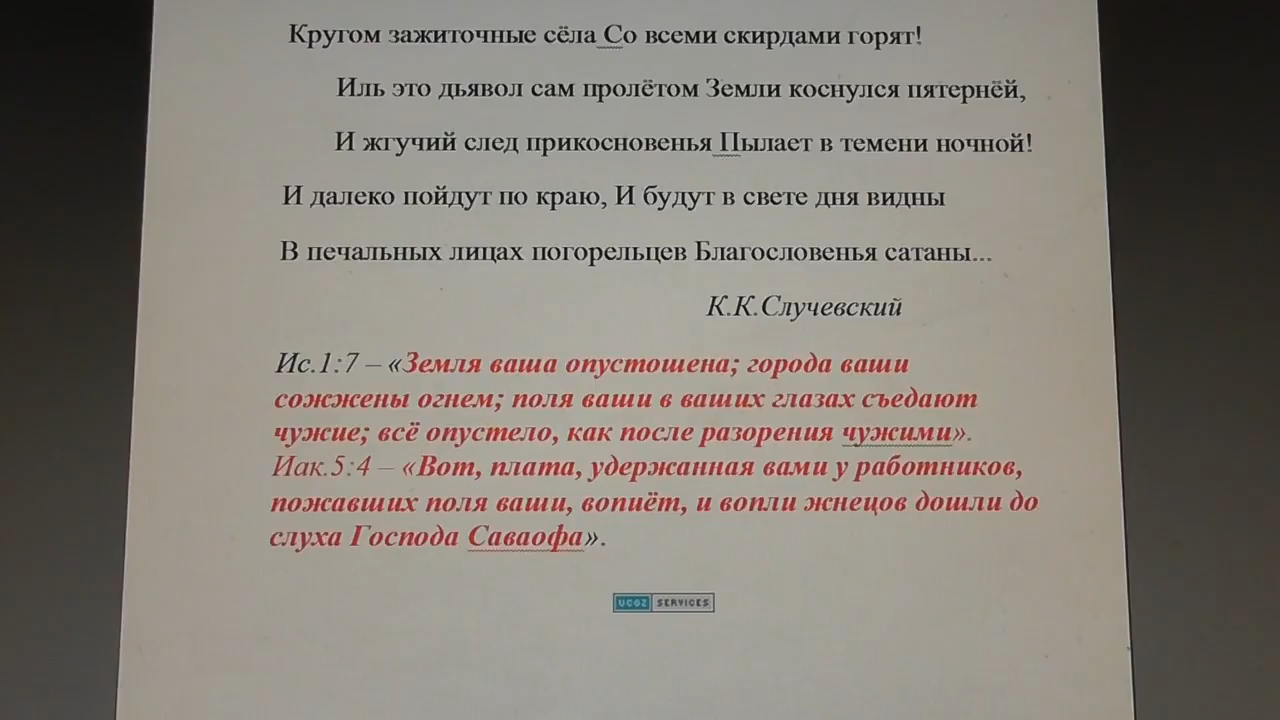 Кругом зажиточные сёла Со всеми скирдами горят!
Иль это дьявол сам пролётом Земли коснулся пятернёй,
И жгучий след прикосновенья Пылает в темени ночной!
И далеко пойдут по краю, И будут в свете дня видны
В печальных лицах погорельцев Благословенья сатаны...
К.К.Случевский
Ис.1:7 – «Земля ваша опустошена; города ваши
сожжены огнем; поля ваши в ваших глазах съедают
чужие; всё опустело, как после разорения чужими».
Иак.5:4 – «Вот, плата, удержанная вами у работников,
пожавших поля ваши, вопиёт, и вопли жнецов дошли до
слуха Господа Саваофа».
UCOZ SERVICES